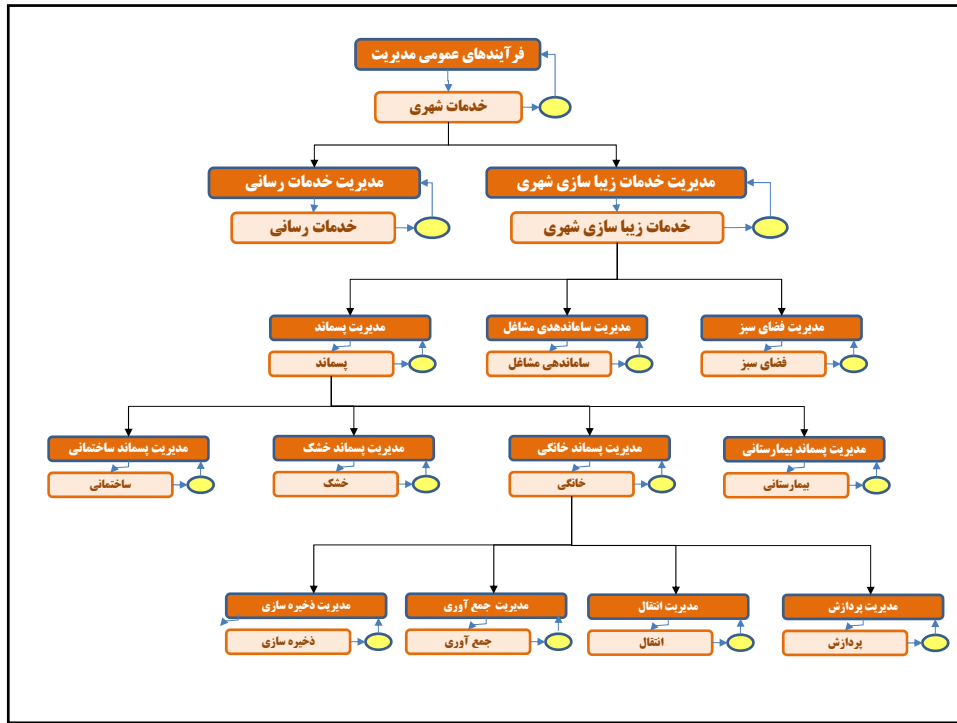 فرآیندهای عمومی مدیریت
خدمات شهری
مدیریت خدمات زیبا سازی شهری
مدیریت خدمات رسانی
خدمات زیبا سازی شهری
خدمات رسانی
مدیریت فضای سبز
مدیریت ساماندهدی مشاغل
مدیریت پسماند
فضای سبز
ساماندهی مشاغل
پسماند
مدیریت پسماند بیمارستانی
مدیریت پسماند خانگی
مدیریت پسماند خشک
مدیریت پسماند ساختمانی
بیمارستانی
خانگی
خشک
ساختمانی
مدیریت پردازش
مدیریت انتقال
مدیریت جمع آوری
مدیریت ذخیره سازی
پردازش
انتقال
جمع آوری
ذخیره سازی